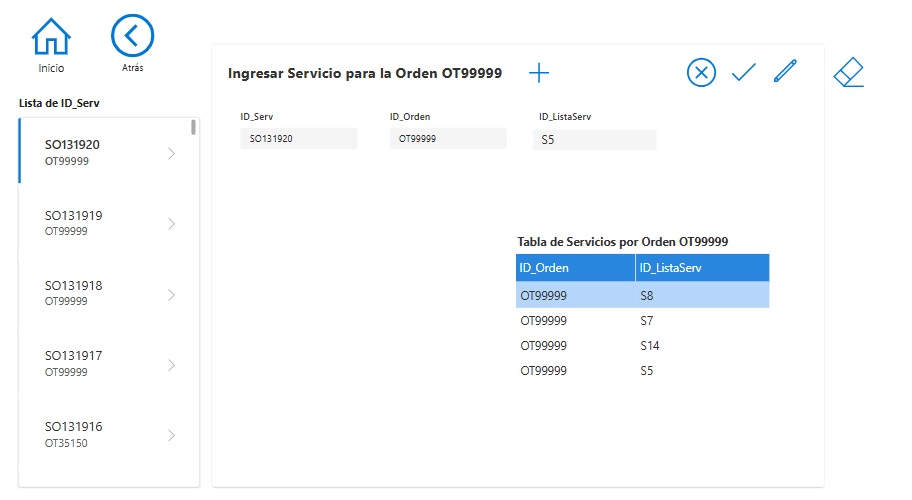 Inicio
Atrás
Lista de ID_Serv
SO131920
OT99999
SO131919
OT99999
SO131918
OT99999
SO131917
OT99999
SO131916
OT35150
Ingresar Servicio para la Orden OT99999
ID_Serv
ID_Orden
ID_ListaServ
SO131920
OT99999
S5
Tabla de Servicios por Orden OT99999
ID_Orden ID_ListaServ
OT99999 S8
OT99999 S7
OT99999 S14
OT99999 S5